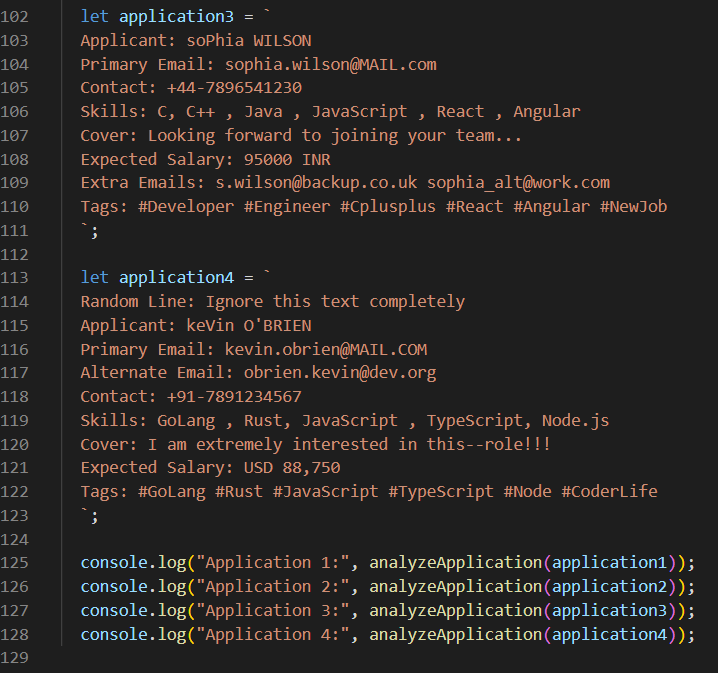 102 let application3 = `
103 Applicant: soPhia WILSON
104 Primary Email: sophia.wilson@MAIL.com
105 Contact: +44-7896541230
106 Skills: C, C++ , Java , JavaScript , React , Angular
107 Cover: Looking forward to joining your team...
108 Expected Salary: 95000 INR
109 Extra Emails: s.wilson@backup.co.uk sophia_alt@work.com
110 Tags: #Developer #Engineer #Cplusplus #React #Angular #NewJob
111 `;
112
113 let application4 = `
114 Random Line: Ignore this text completely
115 Applicant: keVin O'BRIEN
116 Primary Email: kevin.obrien@MAIL.COM
117 Alternate Email: obrien.kevin@dev.org
118 Contact: +91-7891234567
119 Skills: GoLang , Rust, JavaScript , TypeScript, Node.js
120 Cover: I am extremely interested in this--role!!!
121 Expected Salary: USD 88,750
122 Tags: #GoLang #Rust #JavaScript #TypeScript #Node #CoderLife
123 `;
124
125 console.log("Application 1:", analyzeApplication(application1));
126 console.log("Application 2:", analyzeApplication(application2));
127 console.log("Application 3:", analyzeApplication(application3));
128 console.log("Application 4:", analyzeApplication(application4));
129